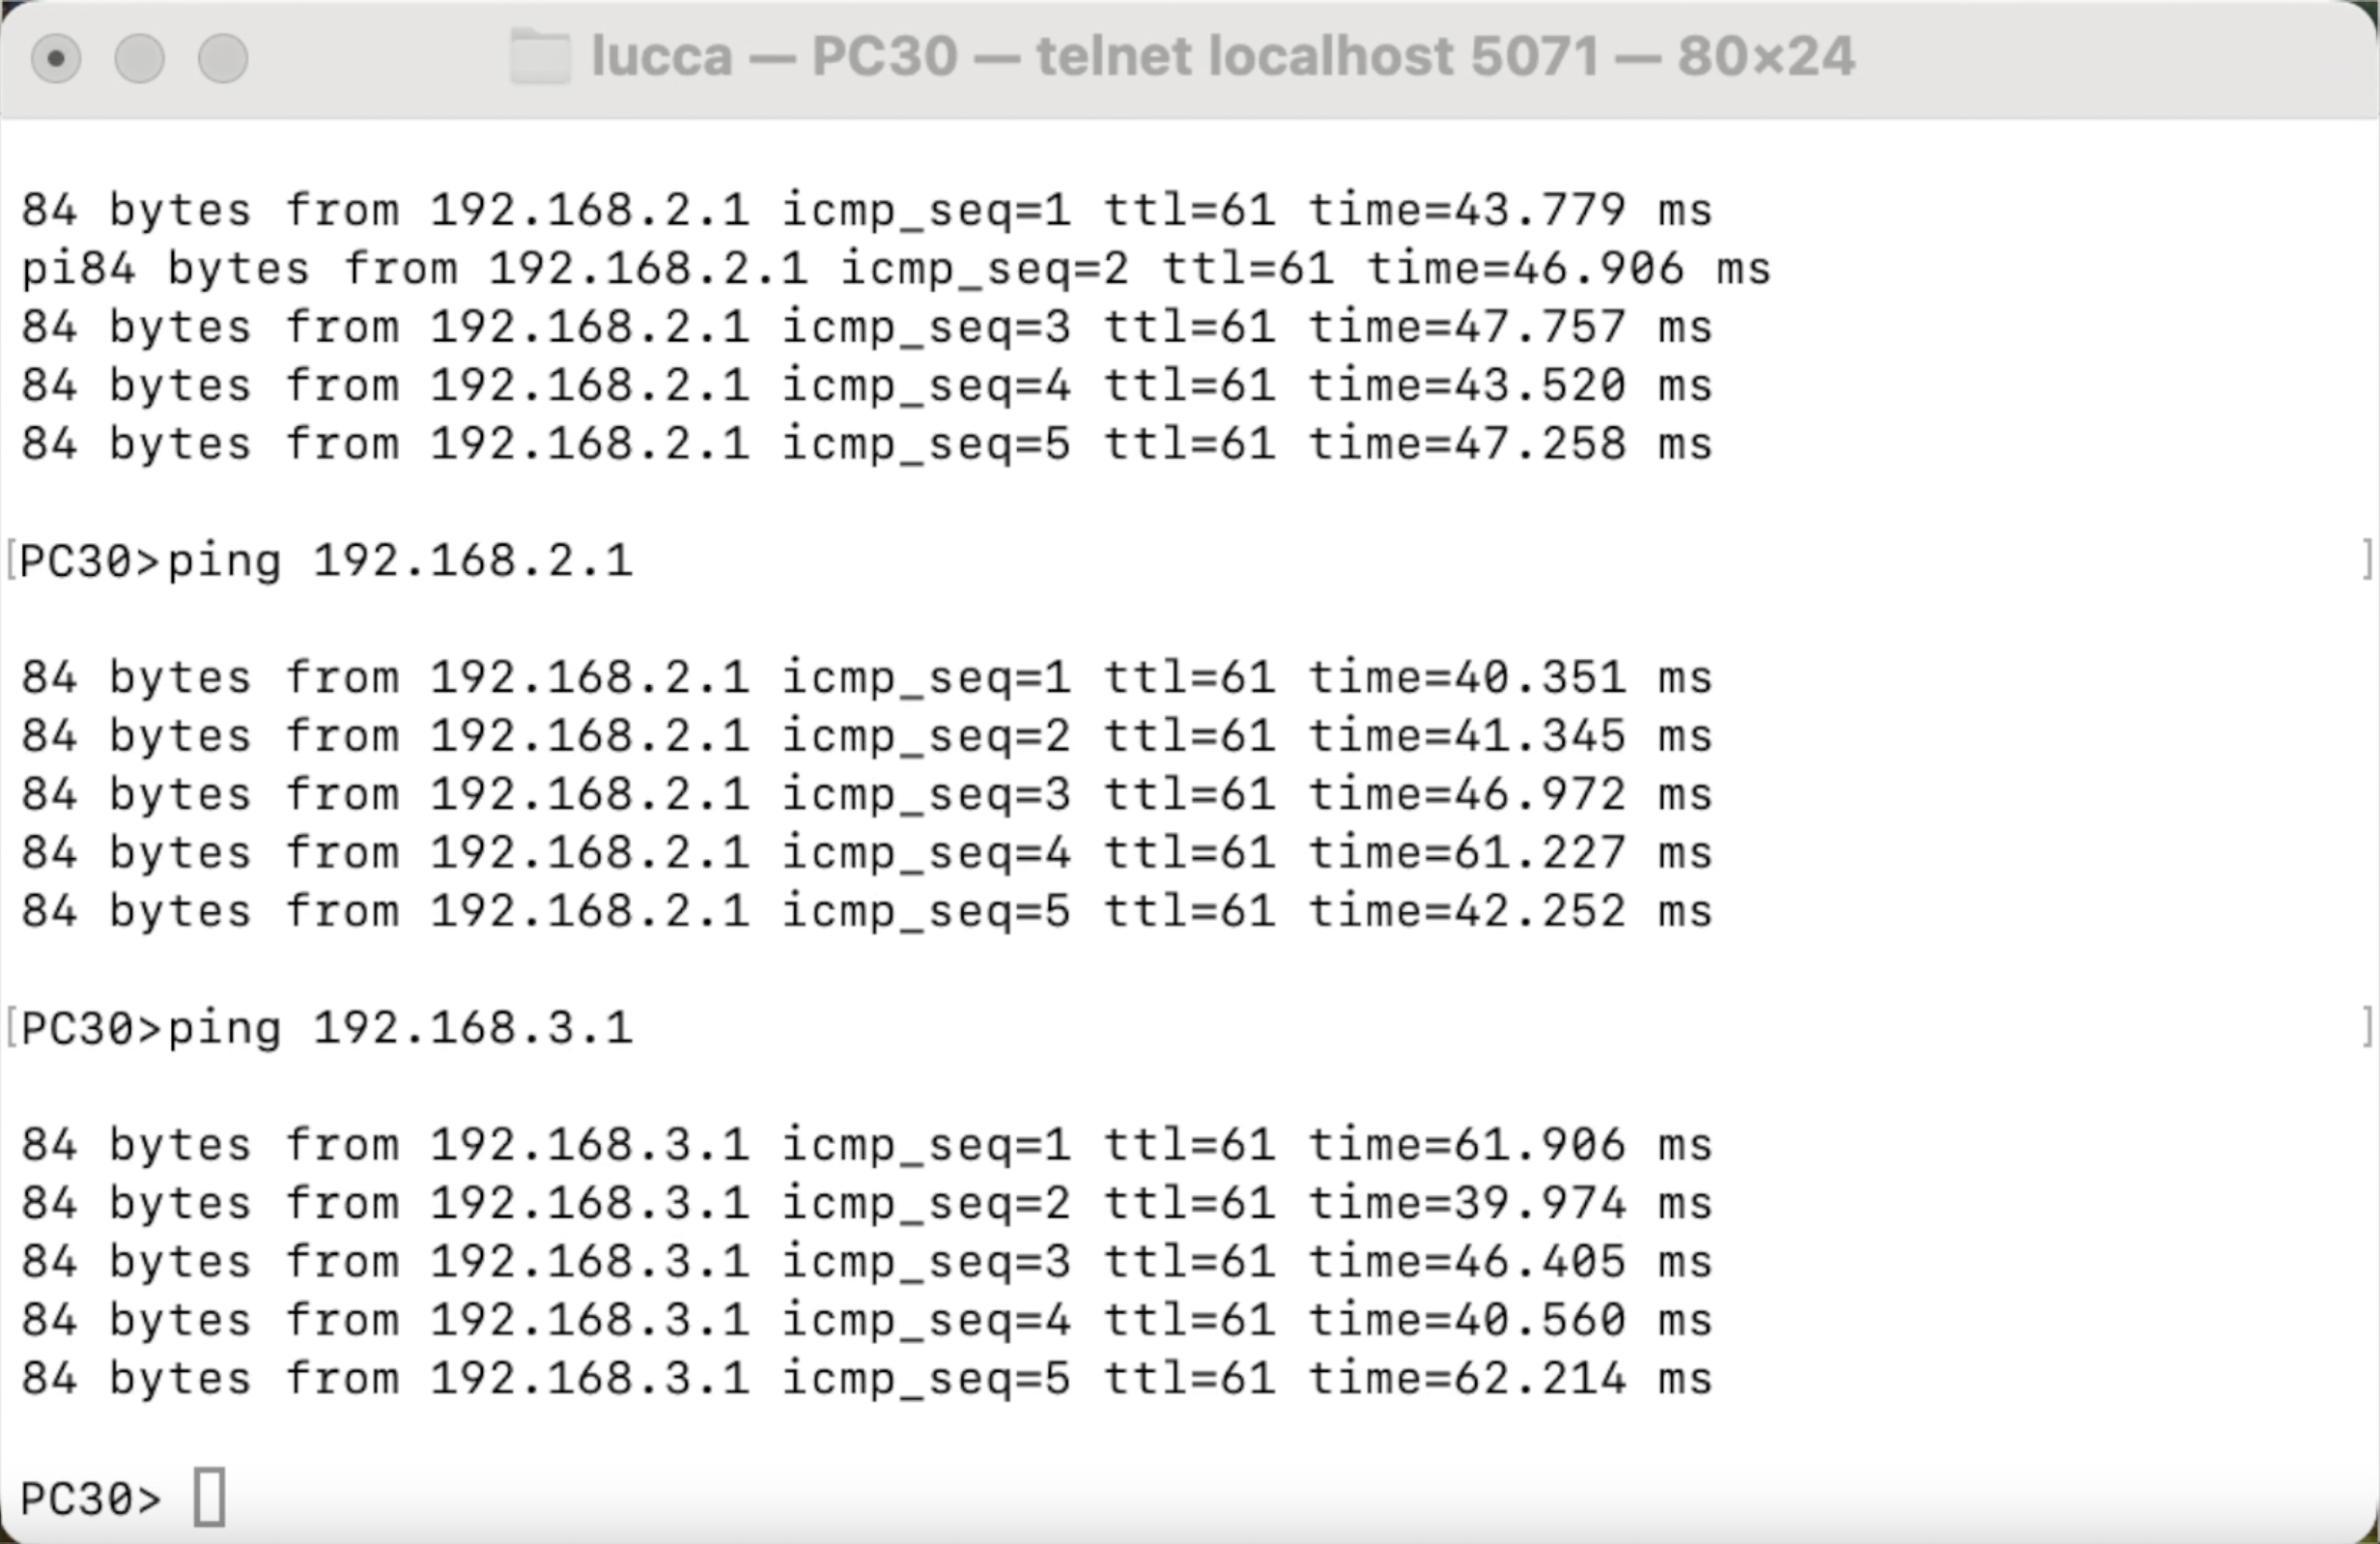 lucca — PC30 — telnet localhost 5071 — 80×24
84 bytes from 192.168.2.1 icmp_seq=1 ttl=61 time=43.779 ms
pi84 bytes from 192.168.2.1 icmp_seq=2 ttl=61 time=46.906 ms
84 bytes from 192.168.2.1 icmp_seq=3 ttl=61 time=47.757 ms
84 bytes from 192.168.2.1 icmp_seq=4 ttl=61 time=43.520 ms
84 bytes from 192.168.2.1 icmp_seq=5 ttl=61 time=47.258 ms
[PC30>ping 192.168.2.1 ]
84 bytes from 192.168.2.1 icmp_seq=1 ttl=61 time=40.351 ms
84 bytes from 192.168.2.1 icmp_seq=2 ttl=61 time=41.345 ms
84 bytes from 192.168.2.1 icmp_seq=3 ttl=61 time=46.972 ms
84 bytes from 192.168.2.1 icmp_seq=4 ttl=61 time=61.227 ms
84 bytes from 192.168.2.1 icmp_seq=5 ttl=61 time=42.252 ms
[PC30>ping 192.168.3.1 ]
84 bytes from 192.168.3.1 icmp_seq=1 ttl=61 time=61.906 ms
84 bytes from 192.168.3.1 icmp_seq=2 ttl=61 time=39.974 ms
84 bytes from 192.168.3.1 icmp_seq=3 ttl=61 time=46.405 ms
84 bytes from 192.168.3.1 icmp_seq=4 ttl=61 time=40.560 ms
84 bytes from 192.168.3.1 icmp_seq=5 ttl=61 time=62.214 ms
PC30>